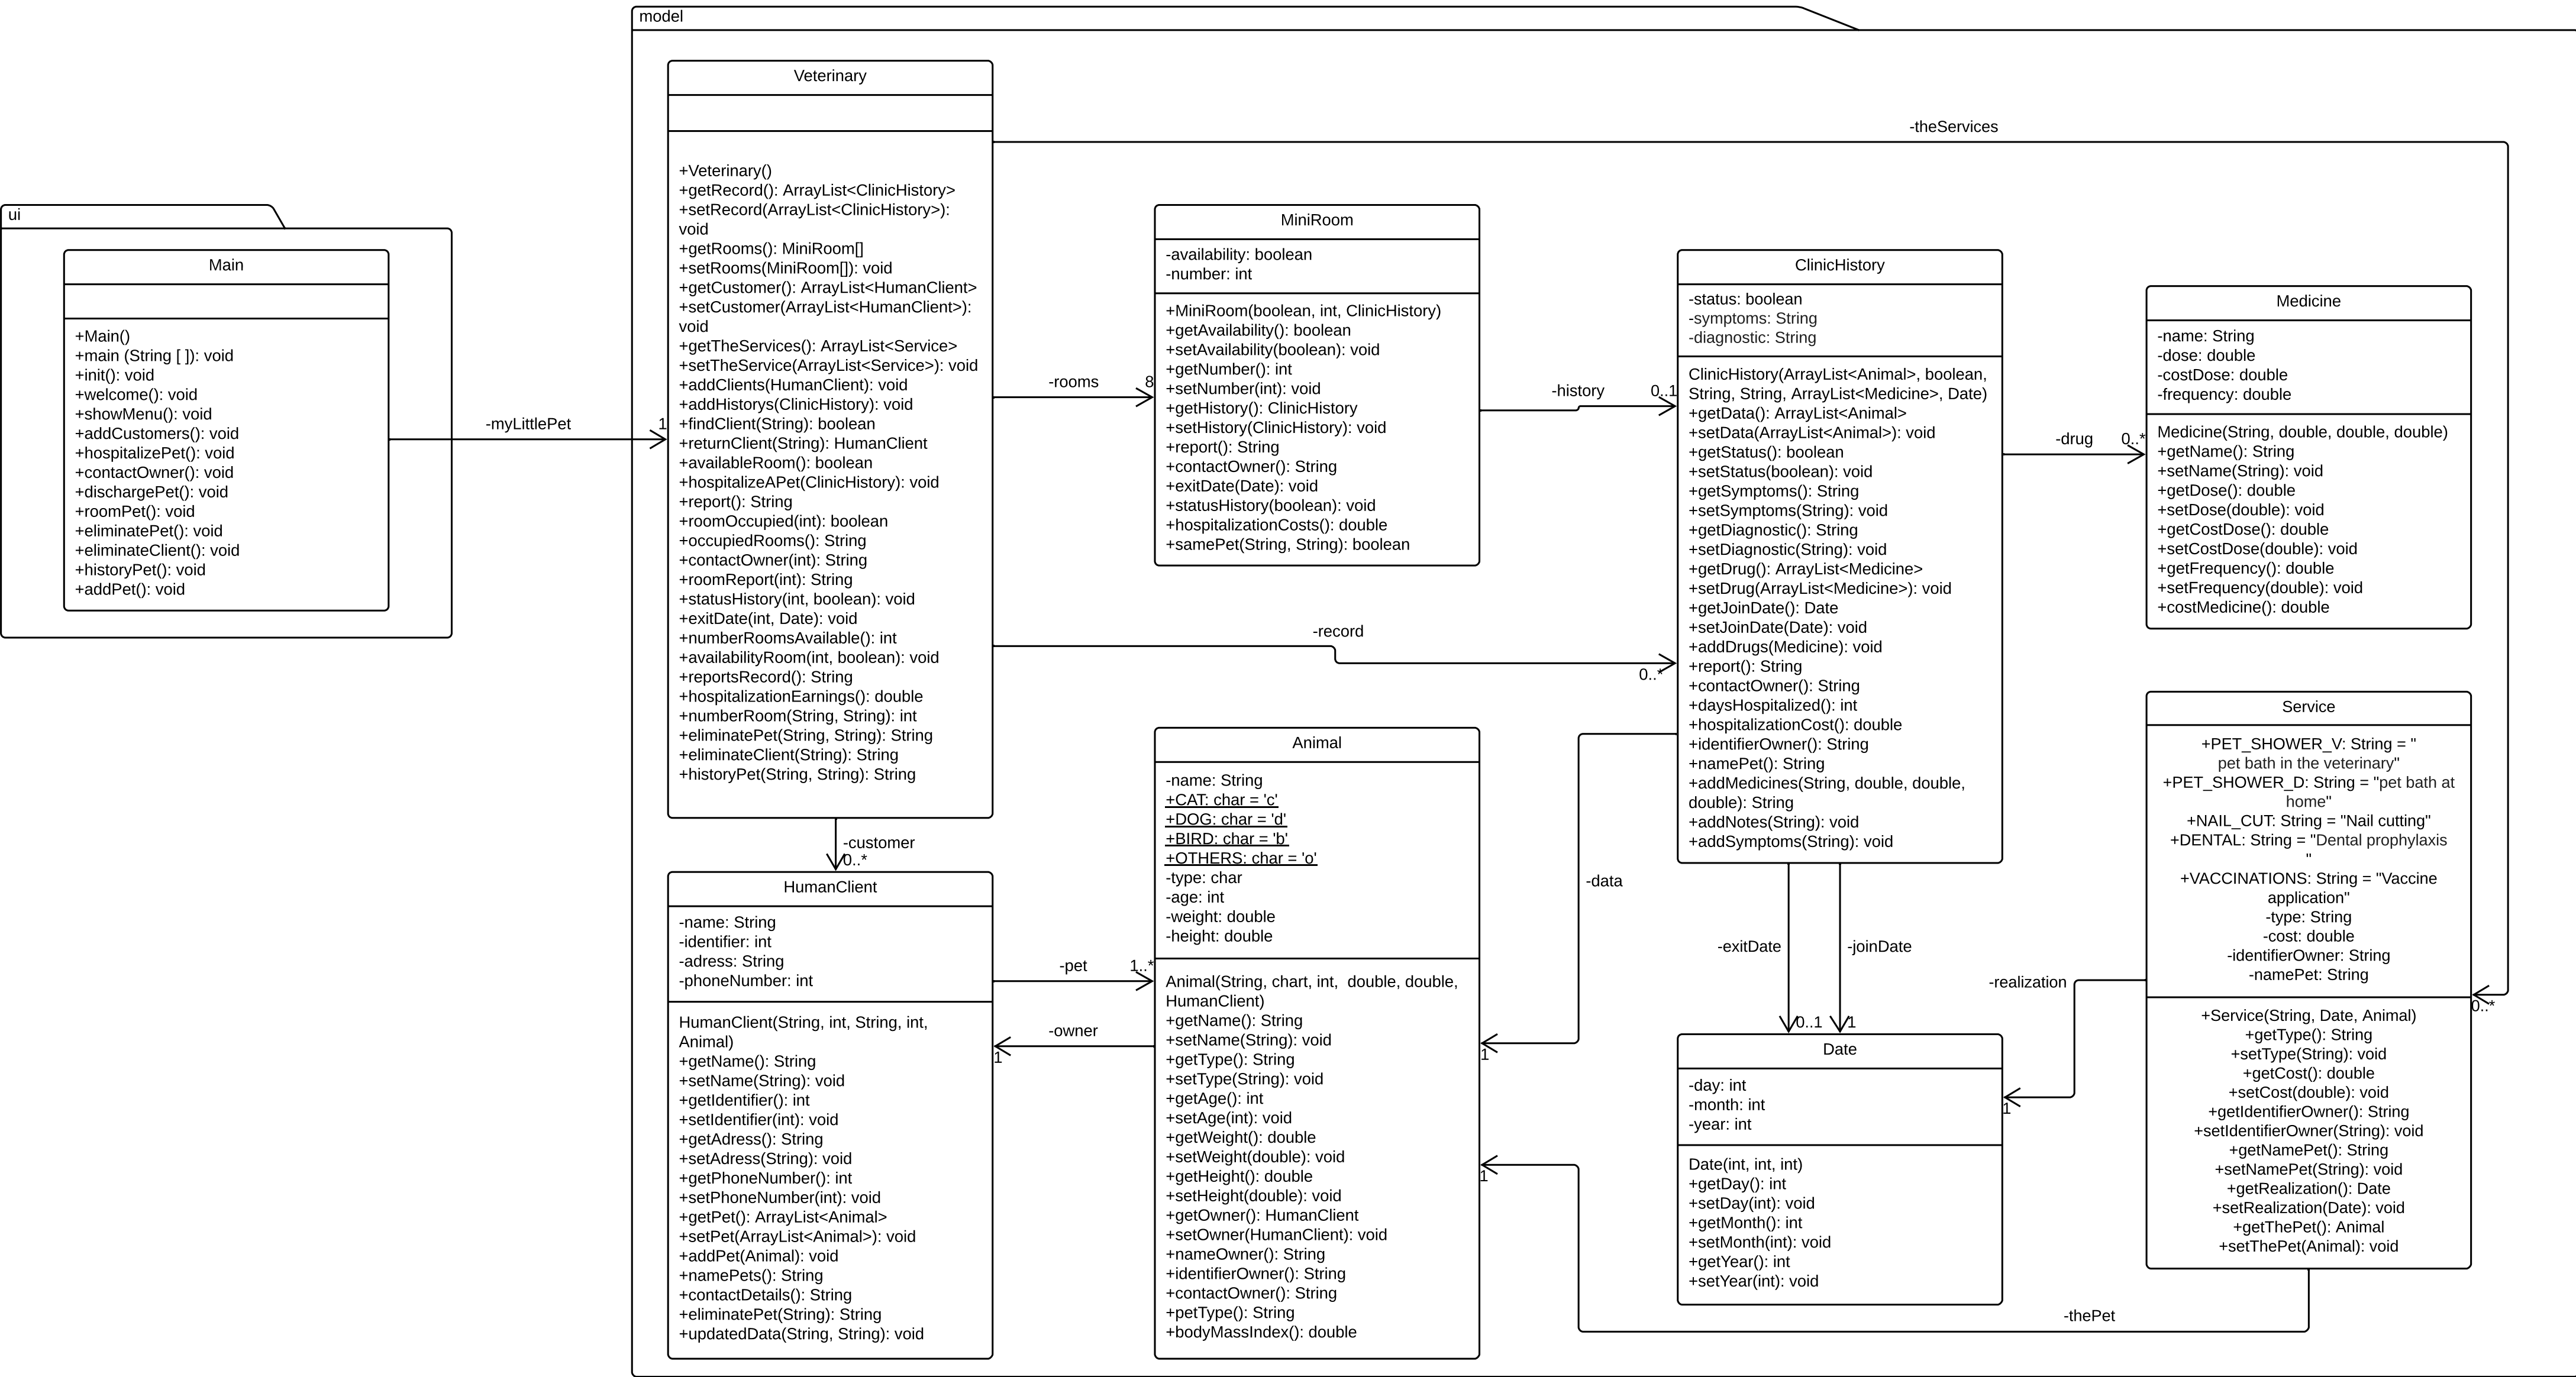 model
ui
Main
+Main()
+main (String [ ]): void
+init(): void
+welcome(): void
+showMenu(): void
+addCustomers(): void
+hospitalizePet(): void
+contactOwner(): void
+dischargePet(): void
+roomPet(): void
+eliminatePet(): void
+eliminateClient(): void
+historyPet(): void
+addPet(): void
-myLittlePet
1
Veterinary
+Veterinary()
+getRecord(): ArrayList<ClinicHistory>
+setRecord(ArrayList<ClinicHistory>):
void
+getRooms(): MiniRoom[]
+setRooms(MiniRoom[]): void
+getCustomer(): ArrayList<HumanClient>
+setCustomer(ArrayList<HumanClient>):
void
+getTheServices(): ArrayList<Service>
+setTheService(ArrayList<Service>): void
+addClients(HumanClient): void
+addHistorys(ClinicHistory): void
+findClient(String): boolean
+returnClient(String): HumanClient
+availableRoom(): boolean
+hospitalizeAPet(ClinicHistory): void
+report(): String
+roomOccupied(int): boolean
+occupiedRooms(): String
+contactOwner(int): String
+roomReport(int): String
+statusHistory(int, boolean): void
+exitDate(int, Date): void
+numberRoomsAvailable(): int
+availabilityRoom(int, boolean): void
+reportsRecord(): String
+hospitalizationEarnings(): double
+numberRoom(String, String): int
+eliminatePet(String, String): String
+eliminateClient(String): String
+historyPet(String, String): String
-theServices
0..*
-rooms
8
-record
0..*
-customer
0..*
MiniRoom
-availability: boolean
-number: int
+MiniRoom(boolean, int, ClinicHistory)
+getAvailability(): boolean
+setAvailability(boolean): void
+getNumber(): int
+setNumber(int): void
+getHistory(): ClinicHistory
+setHistory(ClinicHistory): void
+report(): String
+contactOwner(): String
+exitDate(Date): void
+statusHistory(boolean): void
+hospitalizationCosts(): double
+samePet(String, String): boolean
-history
0..1
ClinicHistory
-status: boolean
-symptoms: String
-diagnostic: String
ClinicHistory(ArrayList<Animal>, boolean,
String, String, ArrayList<Medicine>, Date)
+getData(): ArrayList<Animal>
+setData(ArrayList<Animal>): void
+getStatus(): boolean
+setStatus(boolean): void
+getSymptoms(): String
+setSymptoms(String): void
+getDiagnostic(): String
+setDiagnostic(String): void
+getDrug(): ArrayList<Medicine>
+setDrug(ArrayList<Medicine>): void
+getJoinDate(): Date
+setJoinDate(Date): void
+addDrugs(Medicine): void
+report(): String
+contactOwner(): String
+daysHospitalized(): int
+hospitalizationCost(): double
+identifierOwner(): String
+namePet(): String
+addMedicines(String, double, double,
double): String
+addNotes(String): void
+addSymptoms(String): void
-drug
0..*
Medicine
-name: String
-dose: double
-costDose: double
-frequency: double
Medicine(String, double, double, double)
+getName(): String
+setName(String): void
+getDose(): double
+setDose(double): void
+getCostDose(): double
+setCostDose(double): void
+getFrequency(): double
+setFrequency(double): void
+costMedicine(): double
HumanClient
-name: String
-identifier: int
-adress: String
-phoneNumber: int
HumanClient(String, int, String, int,
Animal)
+getName(): String
+setName(String): void
+getIdentifier(): int
+setIdentifier(int): void
+getAdress(): String
+setAdress(String): void
+getPhoneNumber(): int
+setPhoneNumber(int): void
+getPet(): ArrayList<Animal>
+setPet(ArrayList<Animal>): void
+addPet(Animal): void
+namePets(): String
+contactDetails(): String
+eliminatePet(String): String
+updatedData(String, String): void
-pet
1..*
-owner
1
Animal
-name: String
+CAT: char = 'c'
+DOG: char = 'd'
+BIRD: char = 'b'
+OTHERS: char = 'o'
-type: char
-age: int
-weight: double
-height: double
Animal(String, chart, int, double, double,
HumanClient)
+getName(): String
+setName(String): void
+getType(): String
+setType(String): void
+getAge(): int
+setAge(int): void
+getWeight(): double
+setWeight(double): void
+getHeight(): double
+setHeight(double): void
+getOwner(): HumanClient
+setOwner(HumanClient): void
+nameOwner(): String
+identifierOwner(): String
+contactOwner(): String
+petType(): String
+bodyMassIndex(): double
-data
1
-exitDate
0..1
-joinDate
1
Date
-day: int
-month: int
-year: int
Date(int, int, int)
+getDay(): int
+setDay(int): void
+getMonth(): int
+setMonth(int): void
+getYear(): int
+setYear(int): void
-realization
1
Service
+PET_SHOWER_V: String = "
pet bath in the veterinary"
+PET_SHOWER_D: String = "pet bath at
home"
+NAIL_CUT: String = "Nail cutting"
+DENTAL: String = "Dental prophylaxis
"
+VACCINATIONS: String = "Vaccine
application"
-type: String
-cost: double
-identifierOwner: String
-namePet: String
+Service(String, Date, Animal)
+getType(): String
+setType(String): void
+getCost(): double
+setCost(double): void
+getIdentifierOwner(): String
+setIdentifierOwner(String): void
+getNamePet(): String
+setNamePet(String): void
+getRealization(): Date
+setRealization(Date): void
+getThePet(): Animal
+setThePet(Animal): void
-thePet
1